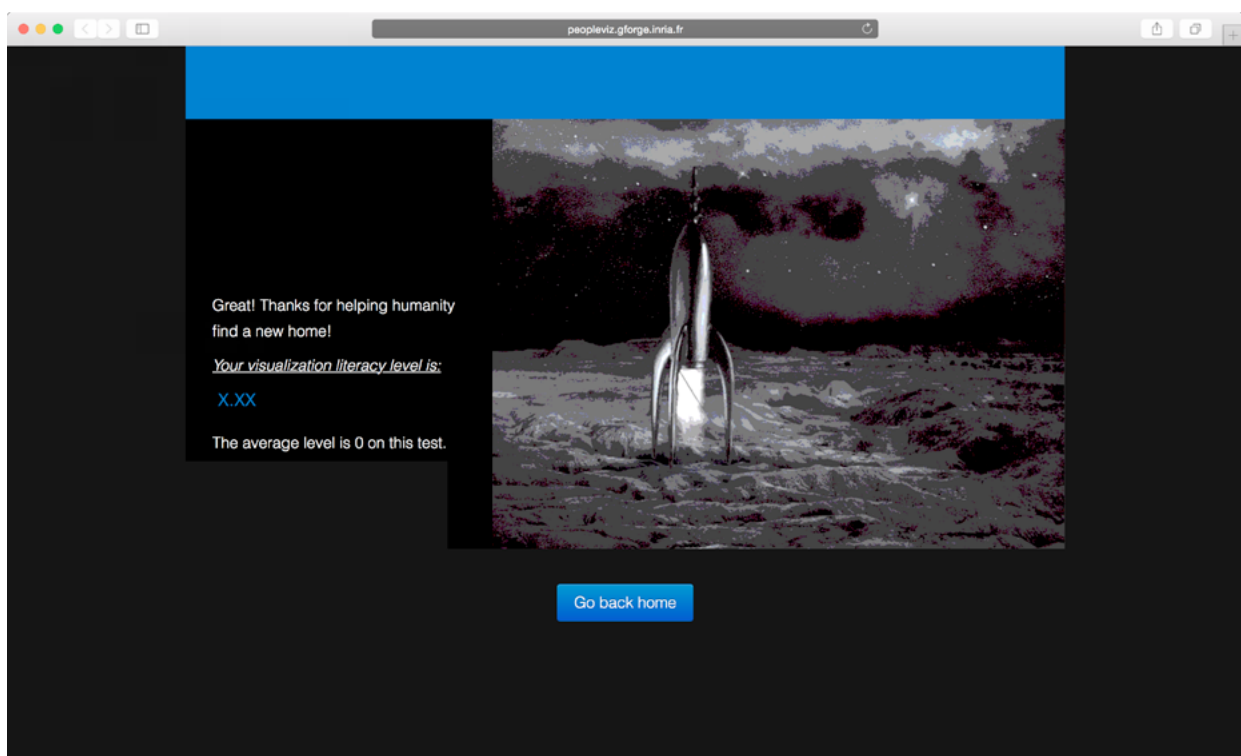 peopleviz.gforge.inria.fr
Great! Thanks for helping humanity
find a new home!
Your visualization literacy level is:
X.XX
The average level is 0 on this test.
Go back home